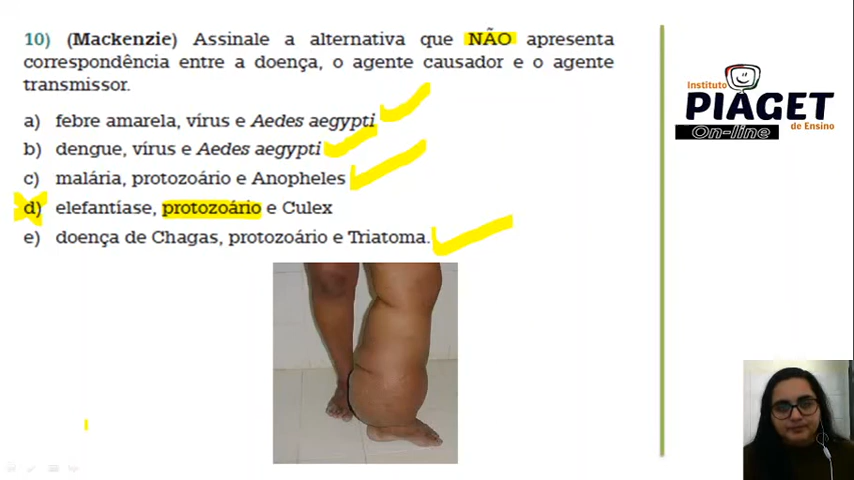 10) (Mackenzie) Assinale a alternativa que NÃO apresenta
correspondência entre a doença, o agente causador e o agente
transmissor.
a) febre amarela, vírus e Aedes aegypti
b) dengue, vírus e Aedes aegypti
c) malária, protozoário e Anopheles
d) elefantíase, protozoário e Culex
e) doença de Chagas, protozoário e Triatoma.
Instituto
PIAGET
On-line de Ensino